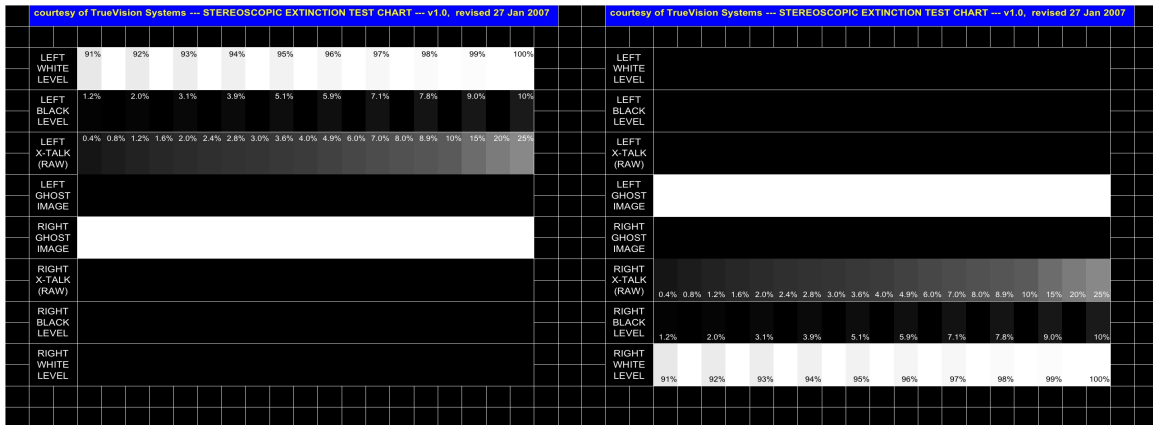 courtesy of TrueVision Systems --- STEREOSCOPIC EXTINCTION TEST CHART --- v1.0, revised 27 Jan 2007
LEFT
WHITE
LEVEL
91% 92% 93% 94% 95% 96% 97% 98% 99% 100%
LEFT
BLACK
LEVEL
1.2% 2.0% 3.1% 3.9% 5.1% 5.9% 7.1% 7.8% 9.0% 10%
LEFT
X-TALK
(RAW)
0.4% 0.8% 1.2% 1.6% 2.0% 2.4% 2.8% 3.0% 3.6% 4.0% 4.9% 6.0% 7.0% 8.0% 8.9% 10% 15% 20% 25%
LEFT
GHOST
IMAGE
RIGHT
GHOST
IMAGE
RIGHT
X-TALK
(RAW)
RIGHT
BLACK
LEVEL
RIGHT
WHITE
LEVEL
courtesy of TrueVision Systems --- STEREOSCOPIC EXTINCTION TEST CHART --- v1.0, revised 27 Jan 2007
LEFT
WHITE
LEVEL
LEFT
BLACK
LEVEL
LEFT
X-TALK
(RAW)
LEFT
GHOST
IMAGE
RIGHT
GHOST
IMAGE
RIGHT
X-TALK
(RAW)
0.4% 0.8% 1.2% 1.6% 2.0% 2.4% 2.8% 3.0% 3.6% 4.0% 4.9% 6.0% 7.0% 8.0% 8.9% 10% 15% 20% 25%
RIGHT
BLACK
LEVEL
1.2% 2.0% 3.1% 3.9% 5.1% 5.9% 7.1% 7.8% 9.0% 10%
RIGHT
WHITE
LEVEL
91% 92% 93% 94% 95% 96% 97% 98% 99% 100%